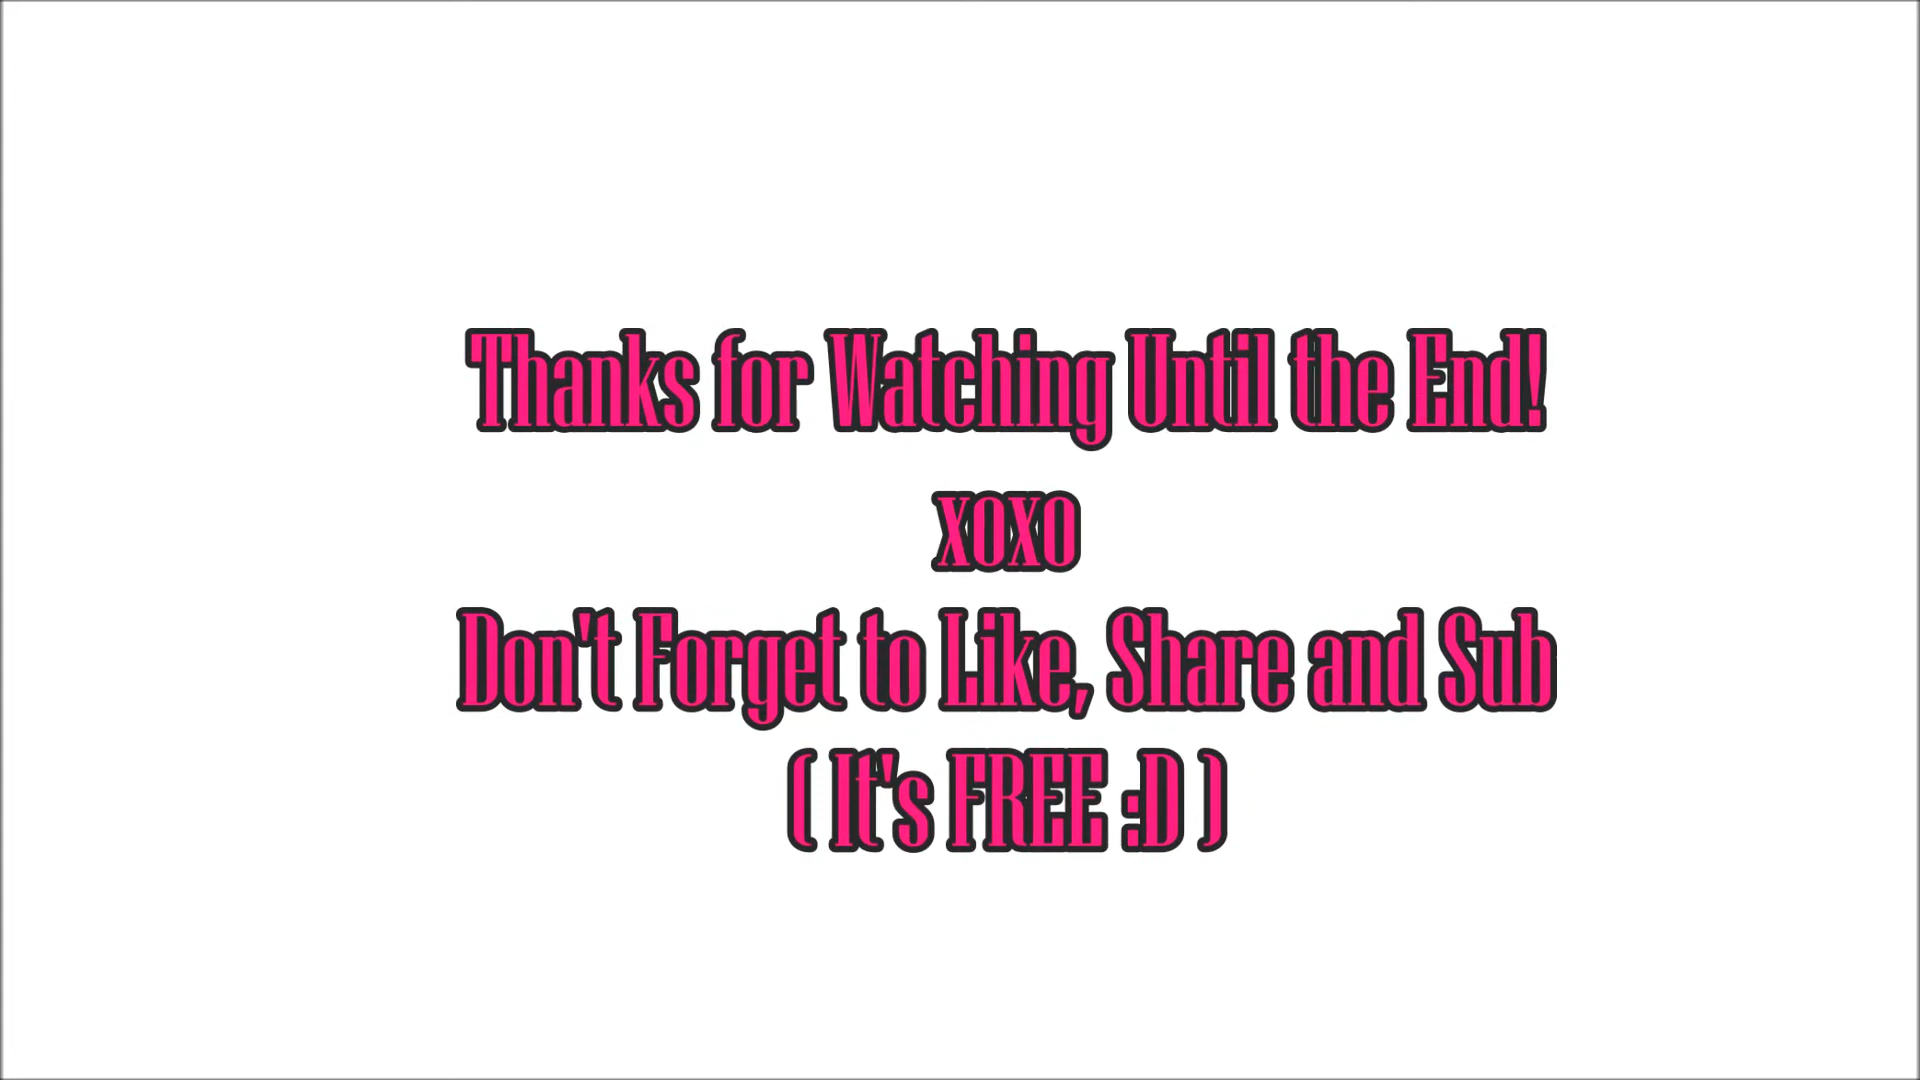 Thanks for Watching Until the End!
xoxo
Don't Forget to Like, Share and Sub
( It's FREE :D )